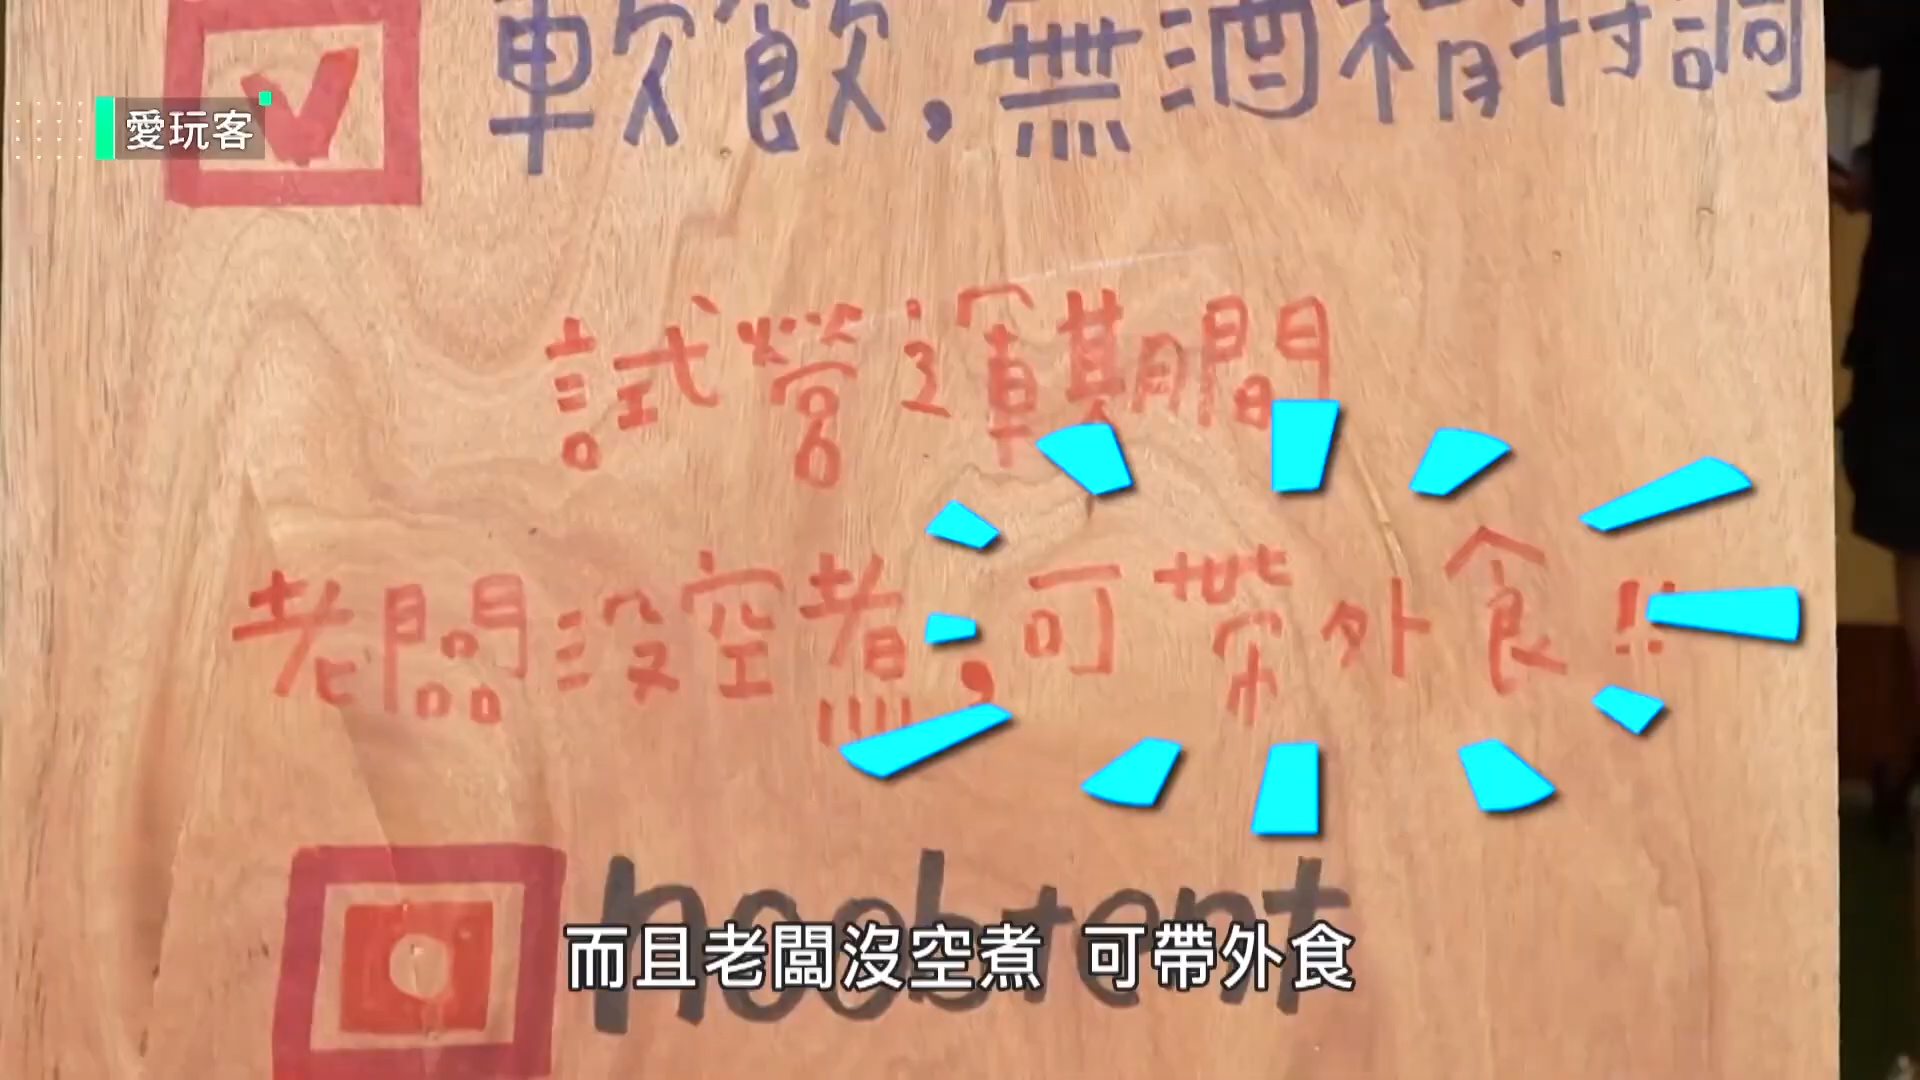 軟飲,無酒精特調
愛玩客
試營運期間
老闆沒空煮,可帶外食!!
noobtent
而且老闆沒空煮 可帶外食